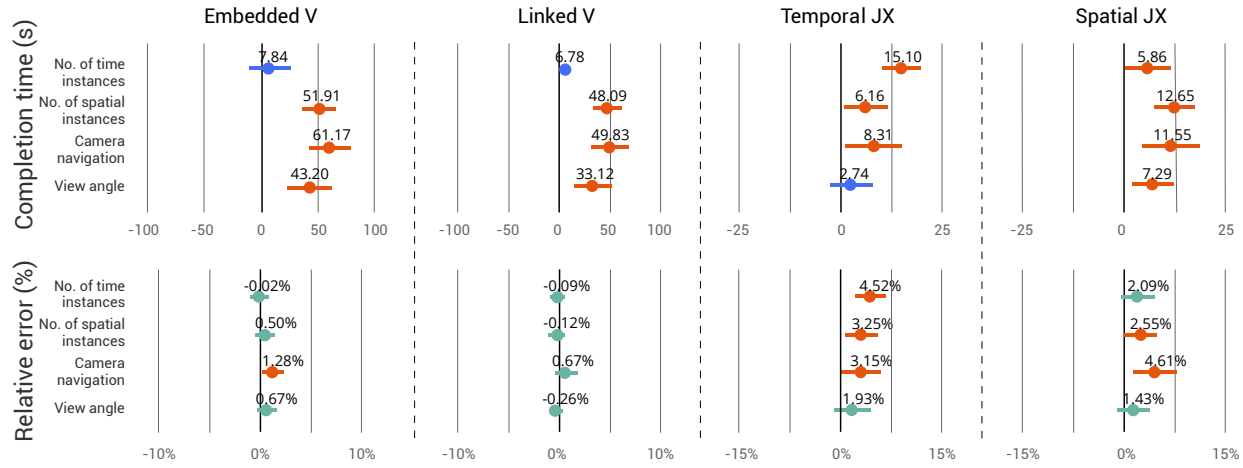 Embedded V Linked V Temporal JX Spatial JX
Completion time (s)
No. of time
instances
7.84 6.78 15.10 5.86
No. of spatial
instances
51.91 48.09 6.16 12.65
Camera
navigation
61.17 49.83 8.31 11.55
View angle
43.20 33.12 2.74 7.29
-100 -50 0 50 100 -100 -50 0 50 100 -25 0 25 -25 0 25
Relative error (%)
No. of time
instances
-0.02% -0.09% 4.52% 2.09%
No. of spatial
instances
0.50% -0.12% 3.25% 2.55%
Camera
navigation
1.28% 0.67% 3.15% 4.61%
View angle
0.67% -0.26% 1.93% 1.43%
-10% 0% 10% -10% 0% 10% -15% 0% 15% -15% 0% 15%